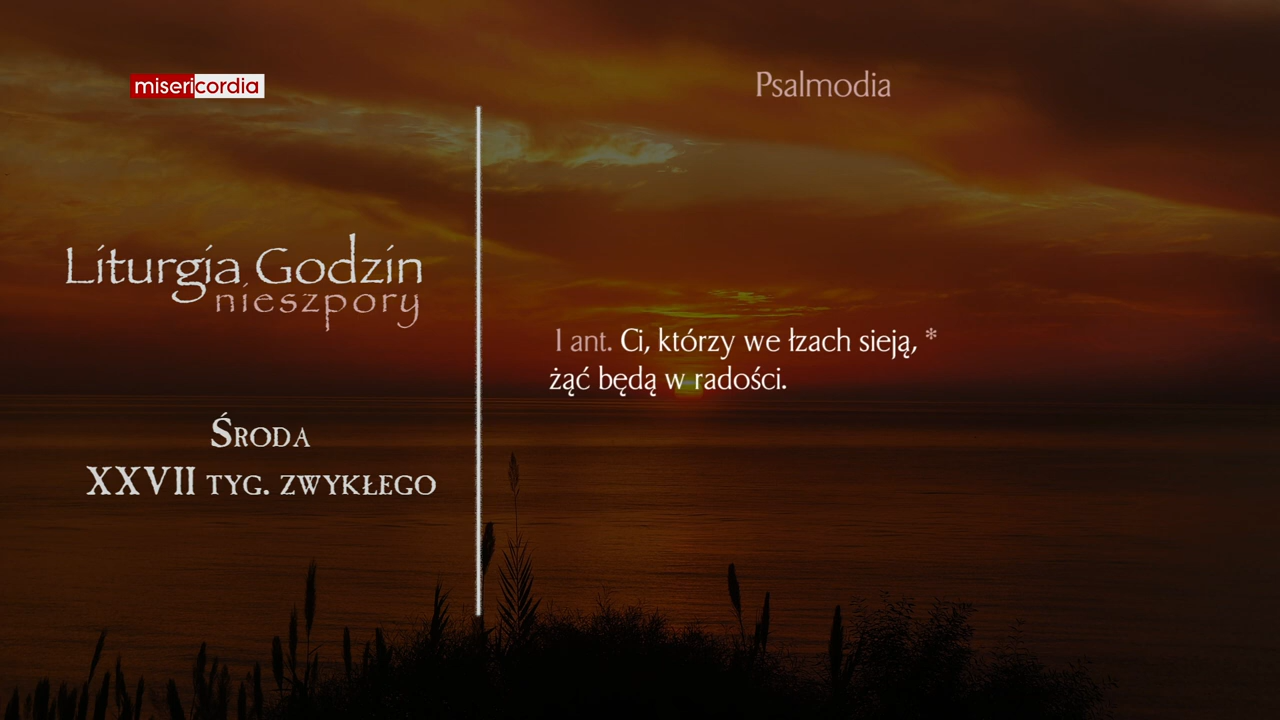 misericordia
Psalmodia
Liturgia Godzin
nieszpory
I ant. Ci, którzy we łzach sieją, *
żąć będą w radości.
Środa
XXVII tyg. zwykłego